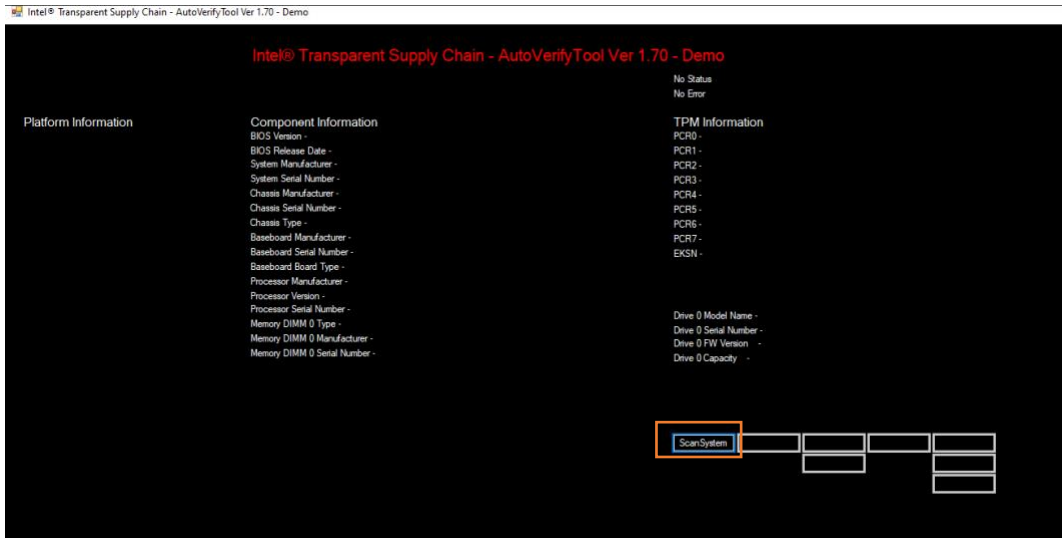 Intel® Transparent Supply Chain - AutoVerifyTool Ver 1.70 - Demo
Intel® Transparent Supply Chain - AutoVerifyTool Ver 1.70 - Demo
No Status
No Error
Platform Information
Component Information
BIOS Version -
BIOS Release Date -
System Manufacturer -
System Serial Number -
Chassis Manufacturer -
Chassis Serial Number -
Chassis Type -
Baseboard Manufacturer -
Baseboard Serial Number -
Baseboard Board Type -
Processor Manufacturer -
Processor Version -
Processor Serial Number -
Memory DIMM 0 Type -
Memory DIMM 0 Manufacturer -
Memory DIMM 0 Serial Number -
TPM Information
PCR0 -
PCR1 -
PCR2 -
PCR3 -
PCR4 -
PCR5 -
PCR6 -
PCR7 -
EKSN -
Drive 0 Model Name -
Drive 0 Serial Number -
Drive 0 FW Version -
Drive 0 Capacity -
ScanSystem